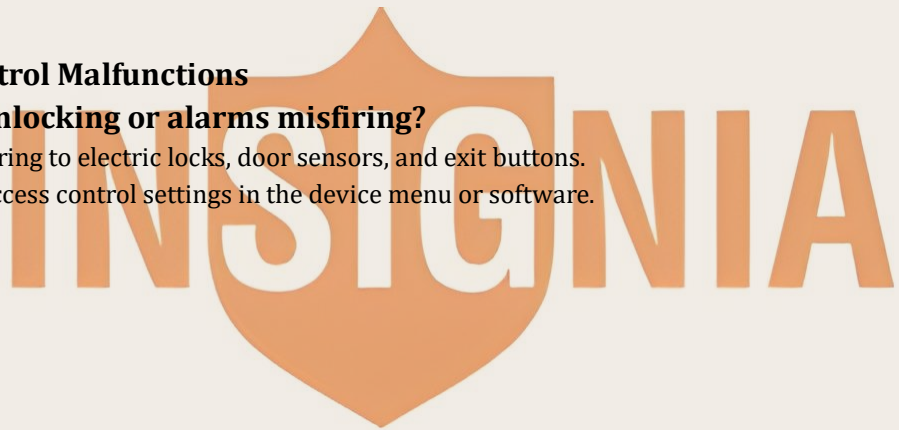 trol Malfunctions
nlocking or alarms misfiring?
ring to electric locks, door sensors, and exit buttons.
ccess control settings in the device menu or software.
INSIGNIA